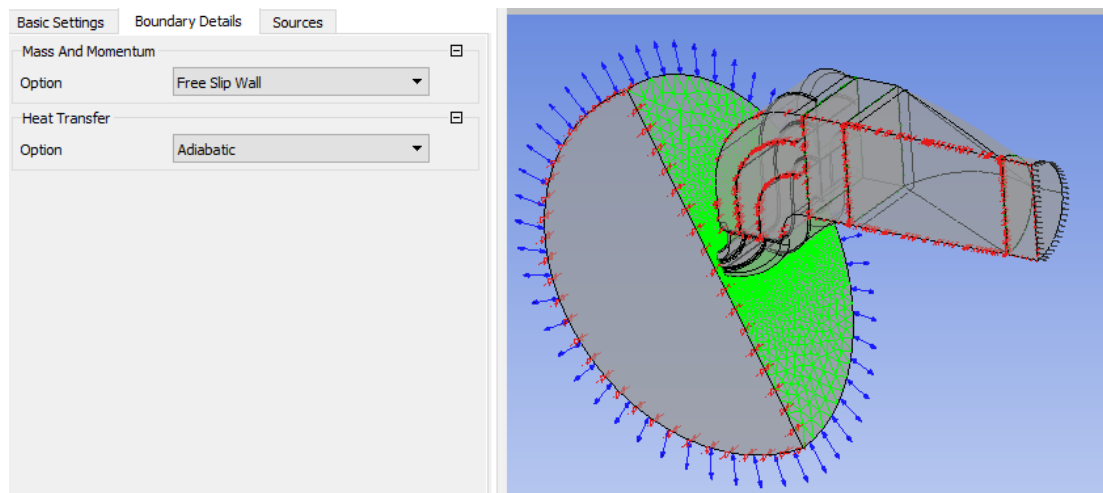 Basic Settings Boundary Details Sources
Mass And Momentum
Option Free Slip Wall
Heat Transfer
Option Adiabatic